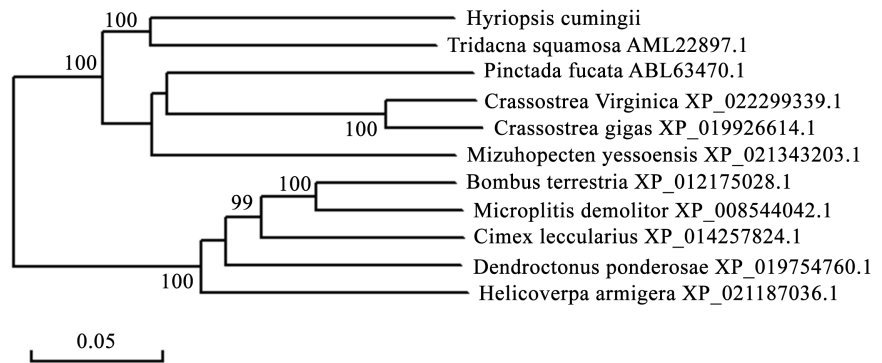 100
Hyriopsis cumingii
Tridacna squamosa AML22897.1
100
Pinctada fucata ABL63470.1
Crassostrea Virginica XP_022299339.1
100
Crassostrea gigas XP_019926614.1
Mizuhopecten yessoensis XP_021343203.1
100
Bombus terrestria XP_012175028.1
99
Microplitis demolitor XP_008544042.1
Cimex leccularius XP_014257824.1
Dendroctonus ponderosae XP_019754760.1
100
Helicoverpa armigera XP_021187036.1
0.05